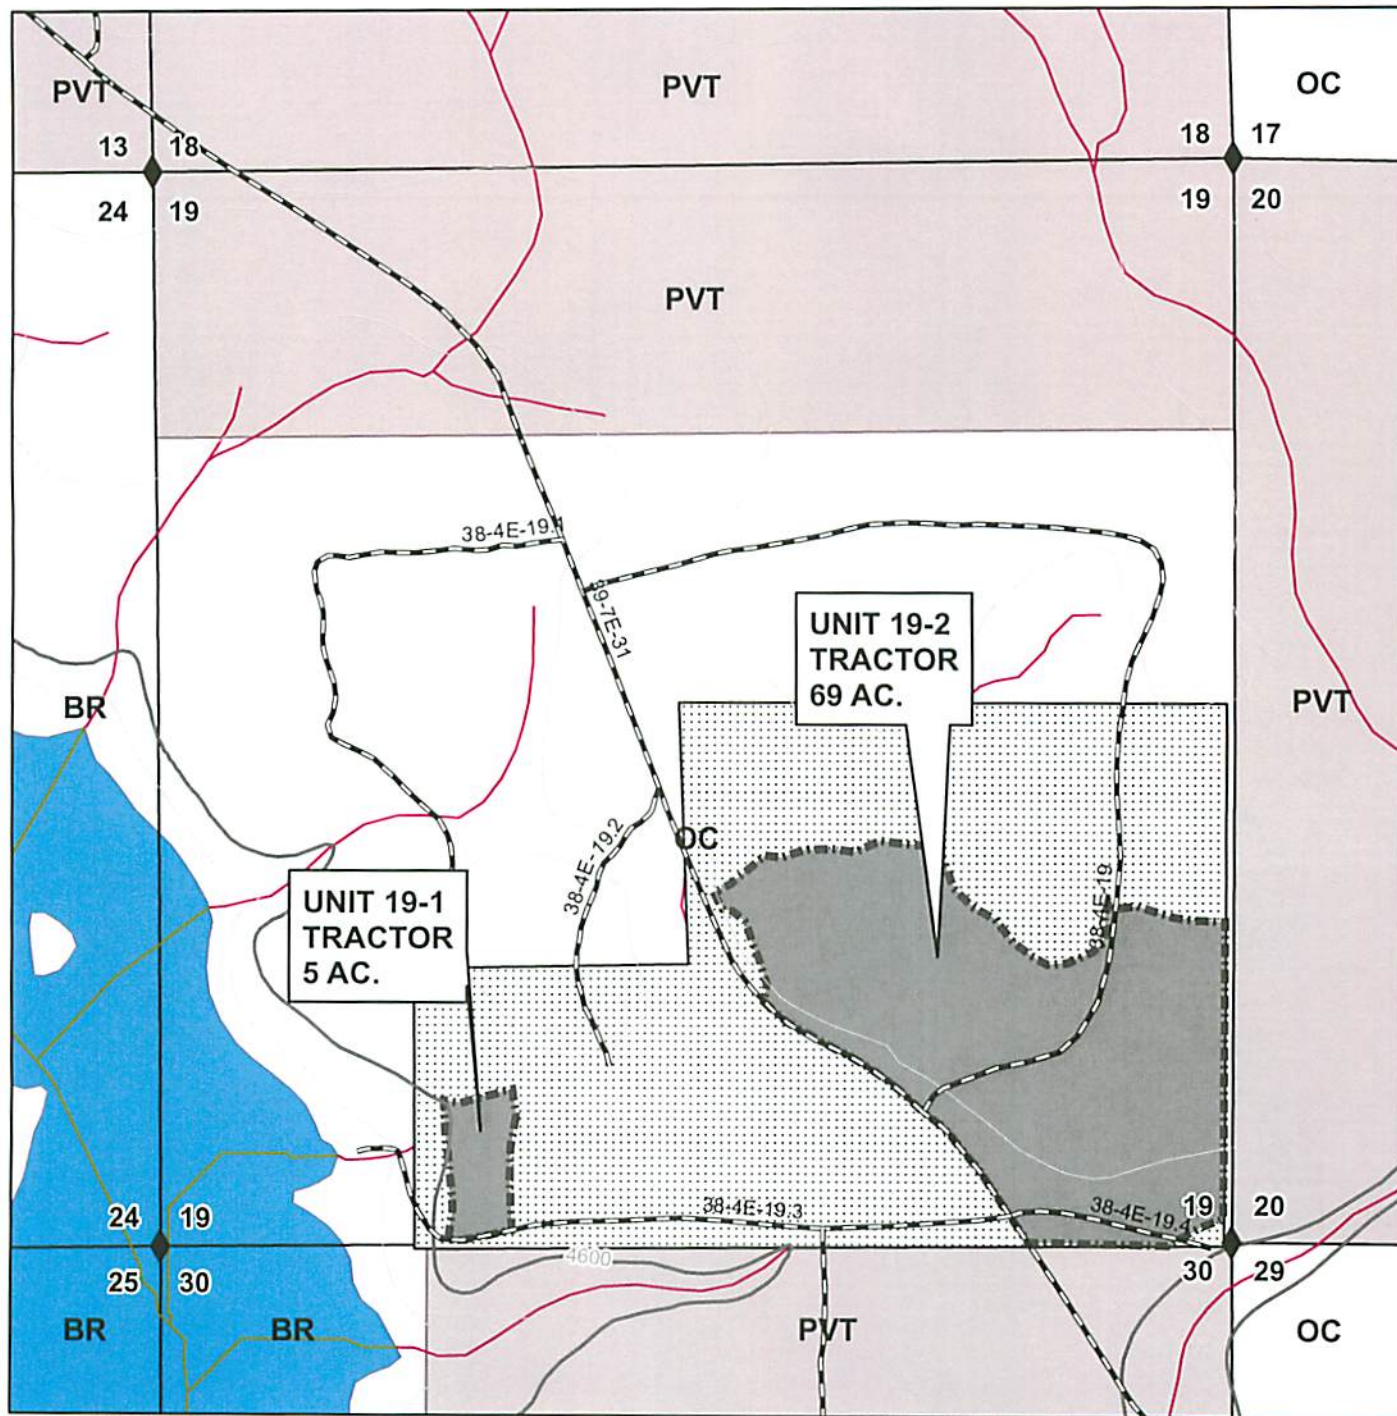 PVT
PVT
OC
13
18
18
17
24
19
19
20
PVT
38-4E-19.1
39-7E-31
UNIT 19-2
TRACTOR
69 AC.
BR
PVT
OC
38-4E-19.2
UNIT 19-1
TRACTOR
5 AC.
38-4E-19
38-4E-19.3
38-4E-19.4
24
19
19
20
4600
25
30
30
29
BR
BR
PVT
OC